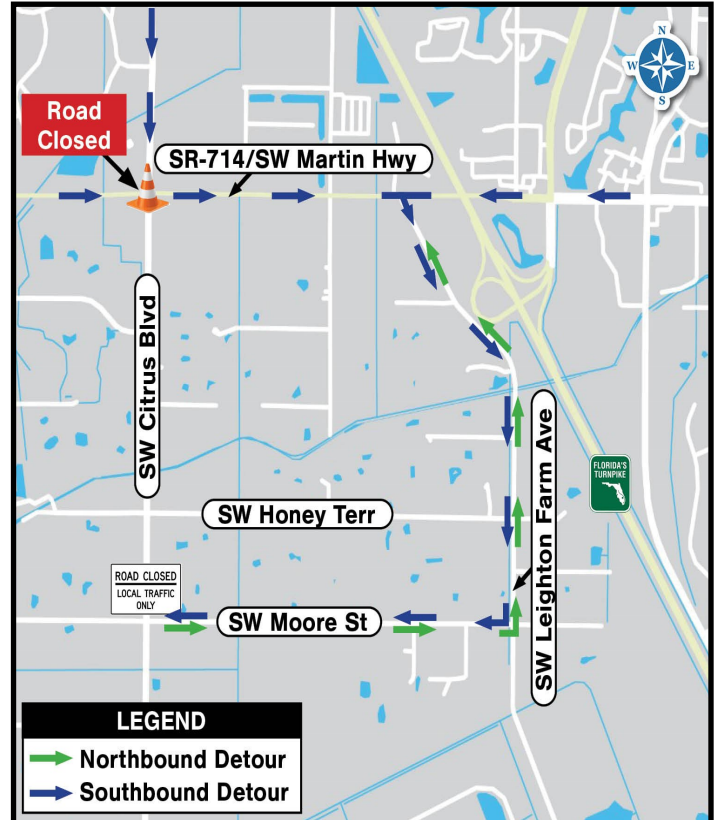 N
W E
S
Road
Closed
SR-714/SW Martin Hwy
SW Citrus Blvd
FLORIDA'S
TURNPIKE
SW Leighton Farm Ave
SW Honey Terr
ROAD CLOSED
LOCAL TRAFFIC
ONLY
SW Moore St
LEGEND
Northbound Detour
Southbound Detour